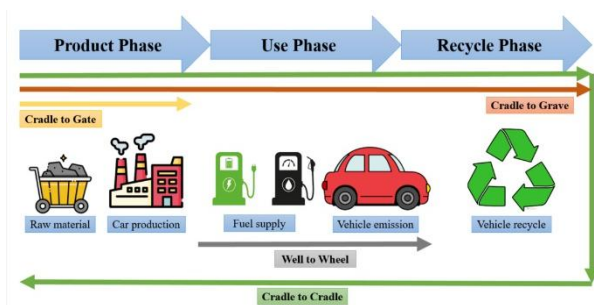 Product Phase
Use Phase
Recycle Phase
Cradle to Gate
Cradle to Grave
Raw material
Car production
Fuel supply
Vehicle emission
Vehicle recycle
Well to Wheel
Cradle to Cradle